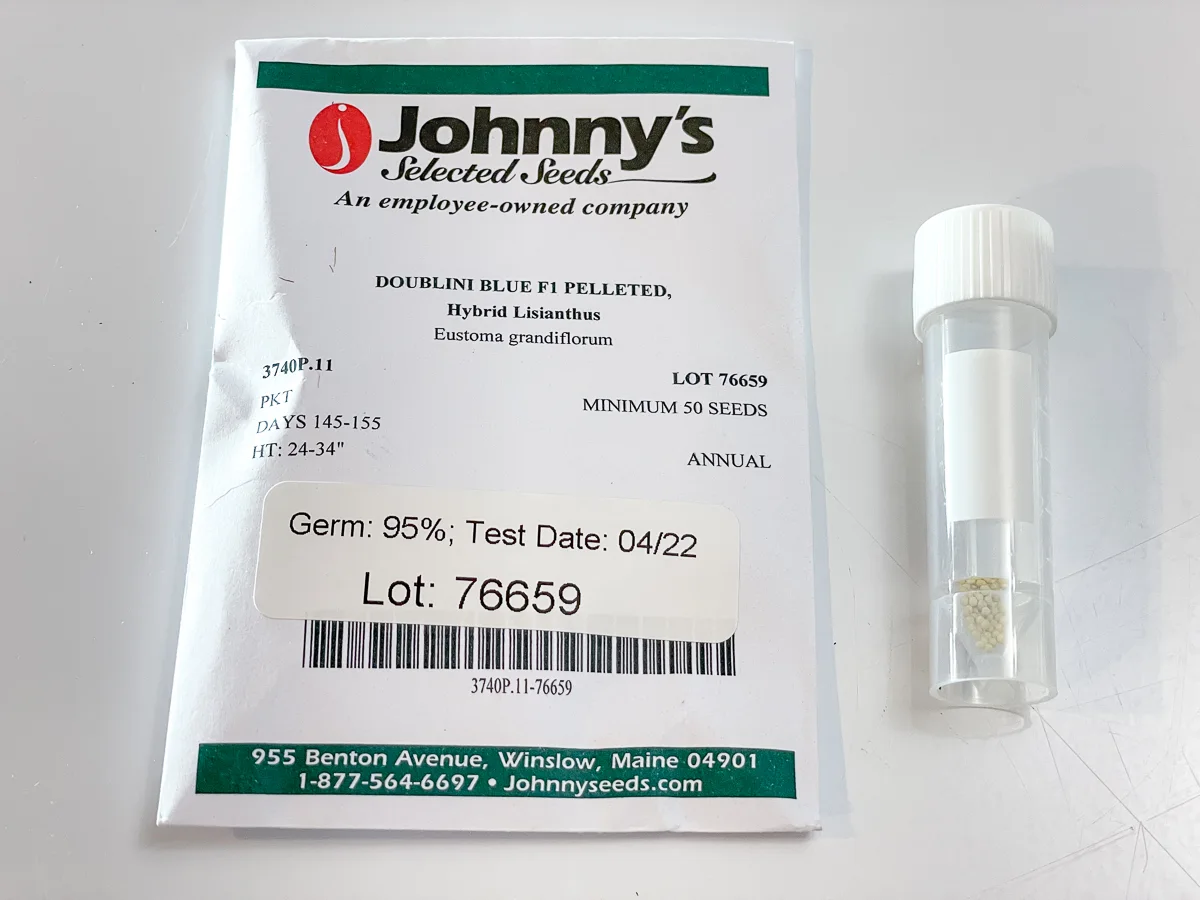 Johnny's
Selected Seeds
An employee-owned company
DOUBLINI BLUE F1 PELLETED,
Hybrid Lisianthus
Eustoma grandiflorum
3740P.11
LOT 76659
PKT
MINIMUM 50 SEEDS
DAYS 145-155
HT: 24-34"
ANNUAL
Germ: 95%; Test Date: 04/22
Lot: 76659
3740P.11-76659
955 Benton Avenue, Winslow, Maine 04901
1-877-564-6697 • Johnnyseeds.com